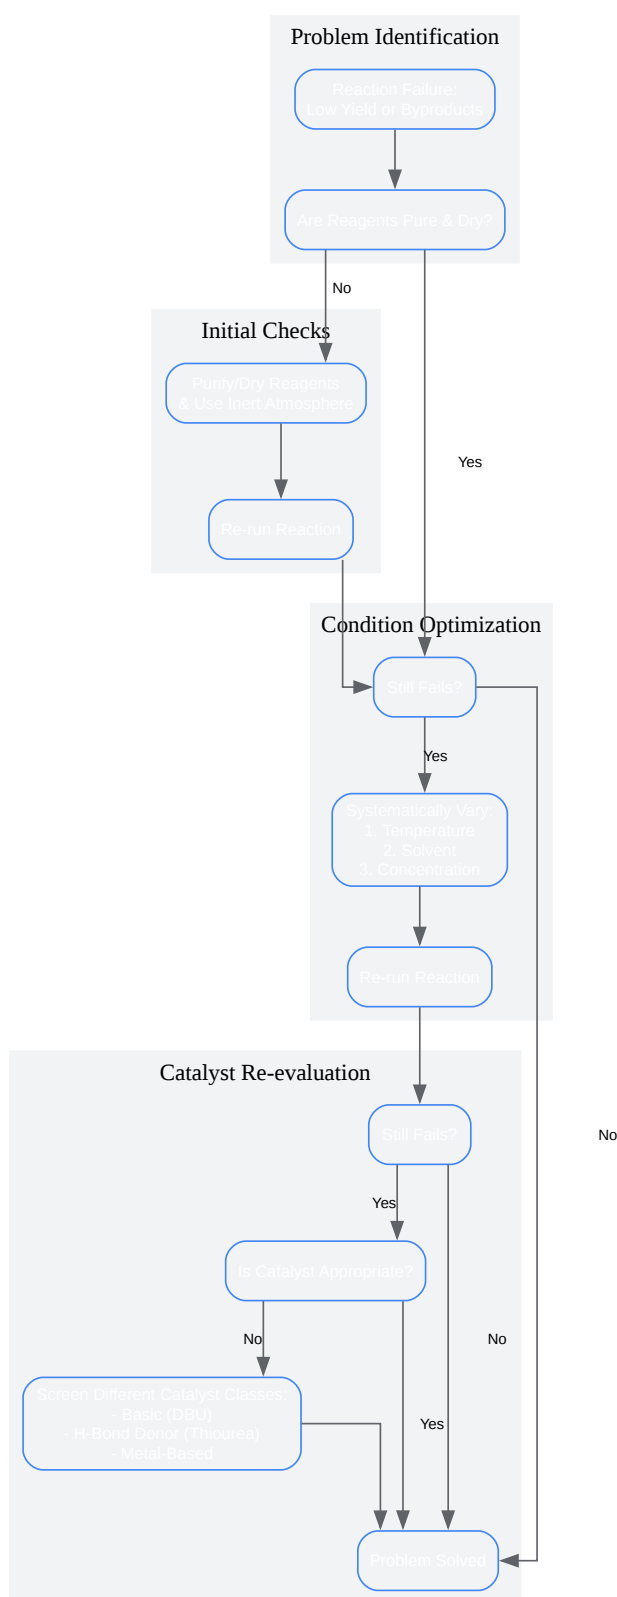 Problem Identification
Reaction Failure:
Low Yield or Byproducts
Are Reagents Pure & Dry?
No
Initial Checks
Purify/Dry Reagents
& Use Inert Atmosphere
Yes
Re-run Reaction
Condition Optimization
Still Fails?
Yes
Systematically Vary:
1. Temperature
2. Solvent
3. Concentration
Re-run Reaction
Catalyst Re-evaluation
Still Fails?
No
Yes
Is Catalyst Appropriate?
No
No
Screen Different Catalyst Classes:
- Basic (DBU)
- H-Bond Donor (Thiourea)
- Metal-Based
Yes
Problem Solved